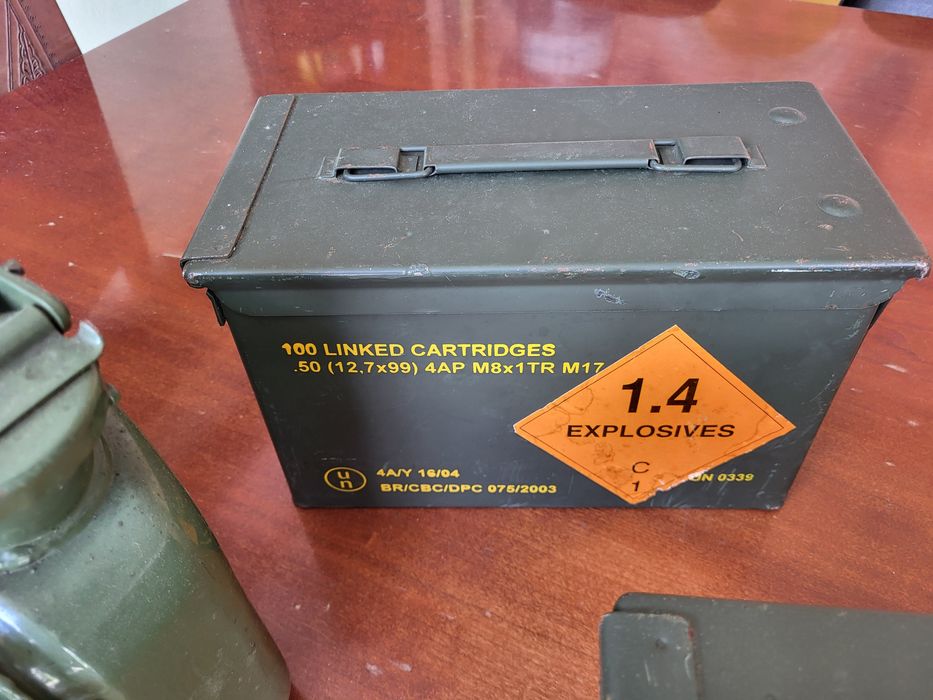 100 LINKED CARTRIDGES
.50 (12,7x99) 4AP M8x1TR M17
1.4
EXPLOSIVES
C
1
un
4A/Y 16/04
BR/CBC/DPC 075/2003
UN 0339